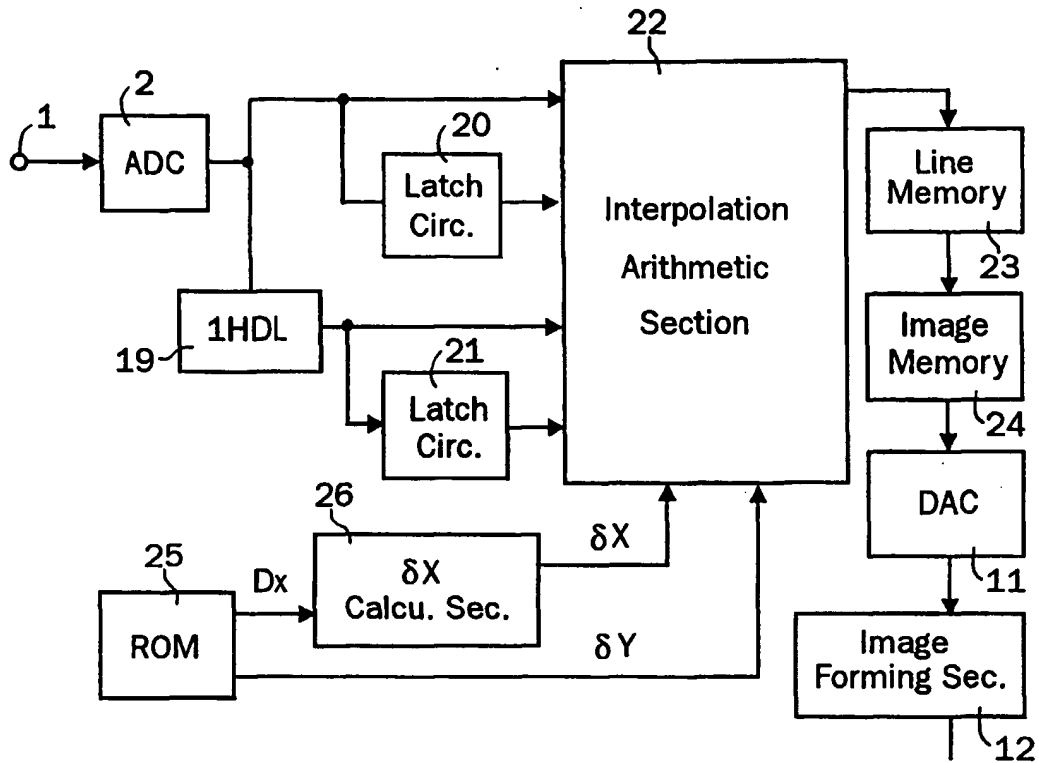 22
1
2
ADC
20
Latch
Circ.
Interpolation
Arithmetic
Section
Line
Memory
23
1HDL
19
21
Latch
Circ.
Image
Memory
24
26
δX
Calcu. Sec.
δX
DAC
11
25
ROM
Dx
δY
Image
Forming Sec.
12